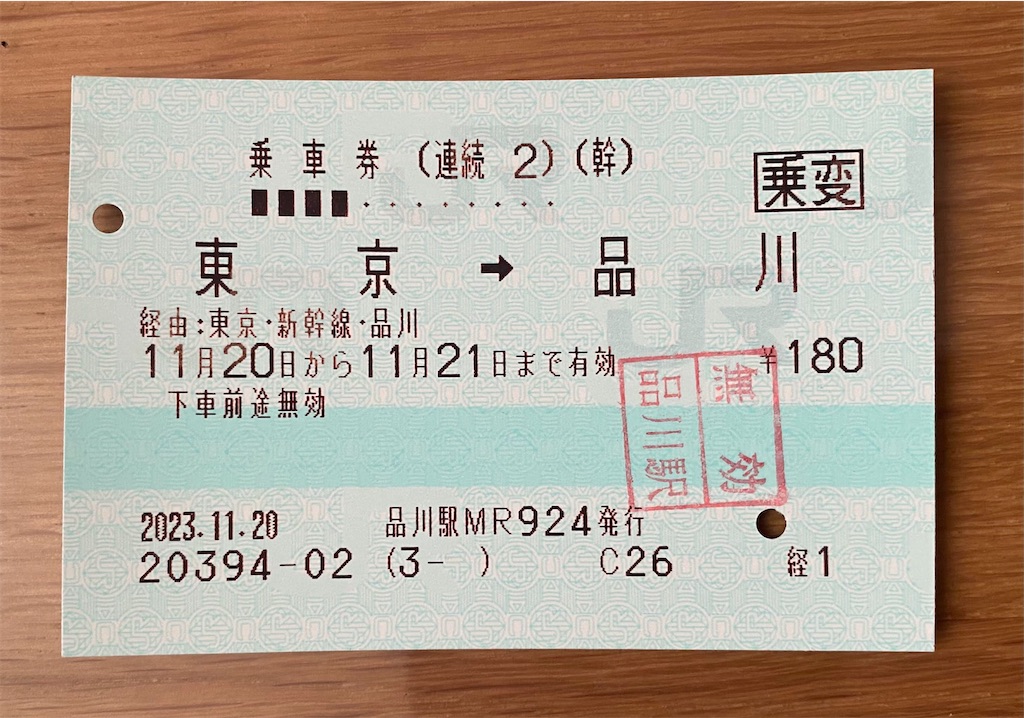 乗車券 (連続 2)(幹)
乗変
■■■■・・・・・・・・
東京 → 品川
経由:東京・新幹線・品川
11月20日から11月21日まで有効
¥180
下車前途無効
無効
品川駅
2023.11.20
品川駅MR924発行
20394-02 (3- ) C26 経1